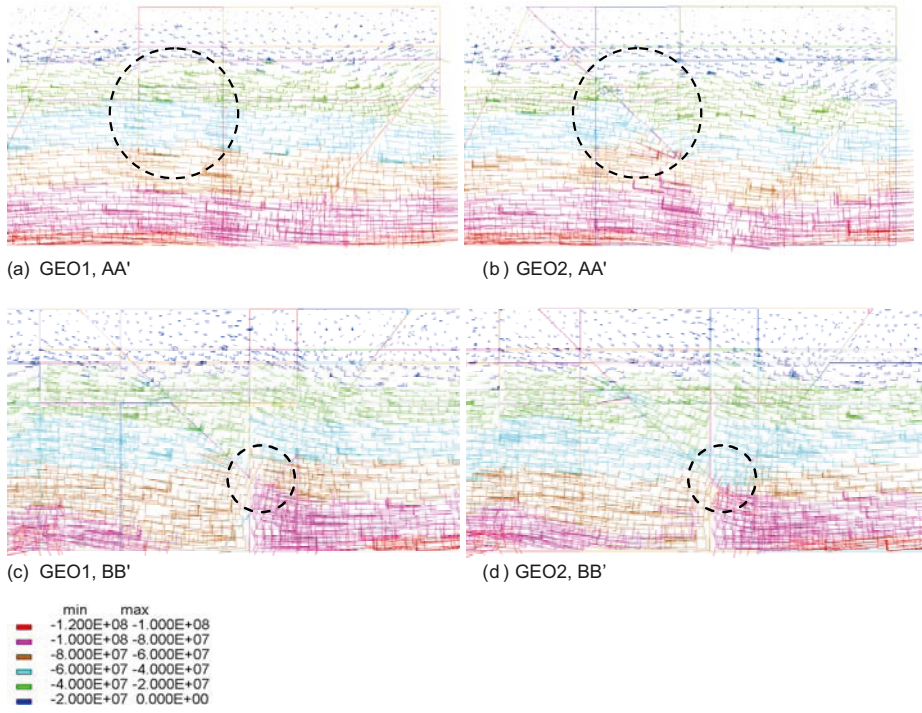 (a) GEO1, AA'
(b) GEO2, AA'
(c) GEO1, BB'
(d) GEO2, BB’
min max
-1.200E+08 -1.000E+08
-1.000E+08 -8.000E+07
-8.000E+07 -6.000E+07
-6.000E+07 -4.000E+07
-4.000E+07 -2.000E+07
-2.000E+07 0.000E+00